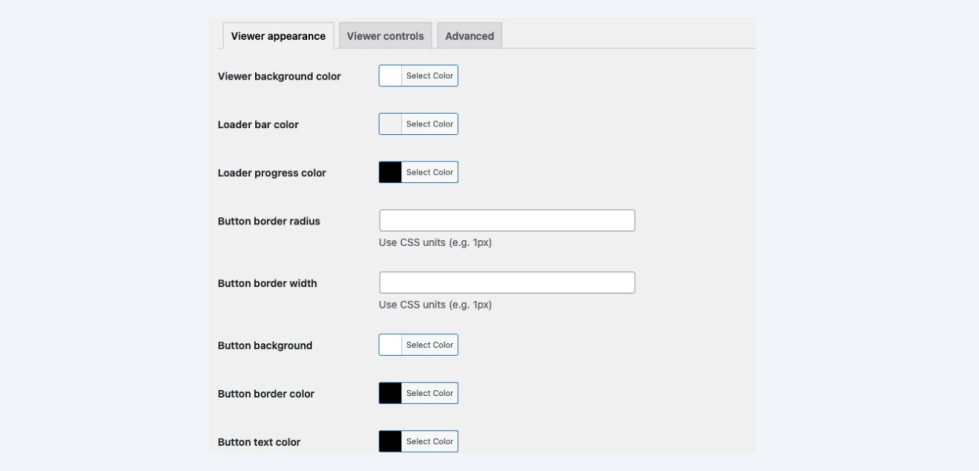 Viewer appearance Viewer controls Advanced
Viewer background color Select Color
Loader bar color Select Color
Loader progress color Select Color
Button border radius
Use CSS units (e.g. 1px)
Button border width
Use CSS units (e.g. 1px)
Button background Select Color
Button border color Select Color
Button text color Select Color